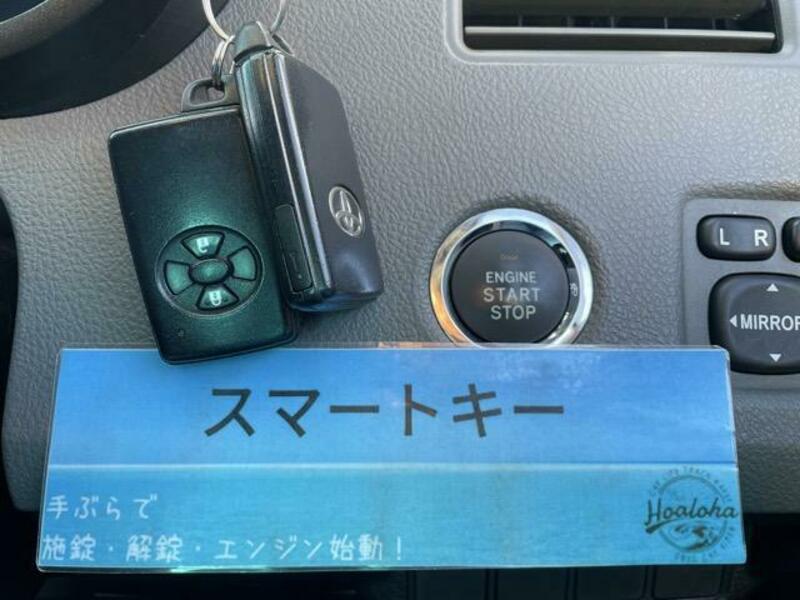 ENGINE
START
STOP
L R
MIRROR
スマートキー
手ぶらで
施錠・解錠・エンジン始動！
Hoaloha